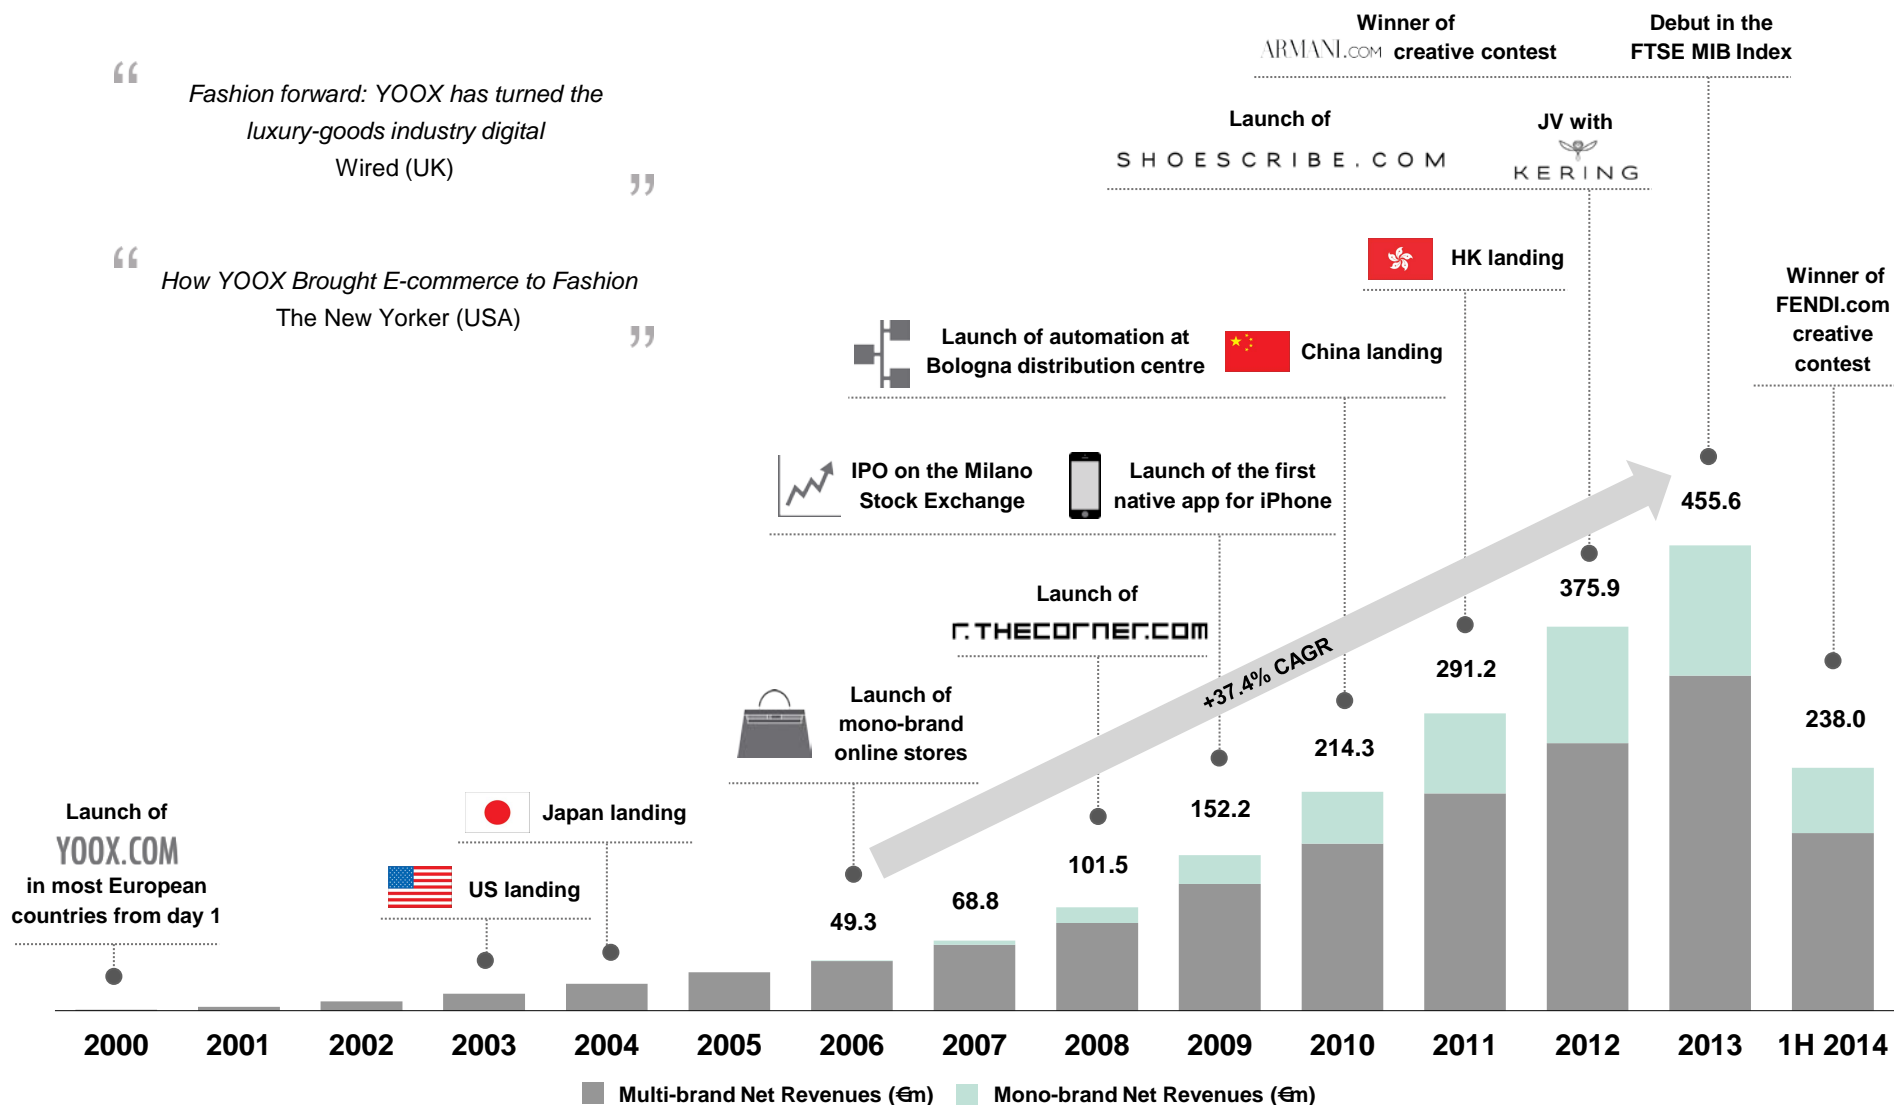 “
Fashion forward: YOOX has turned the
luxury-goods industry digital
Wired (UK)
”
“
How YOOX Brought E-commerce to Fashion
The New Yorker (USA)
”
Launch of
YOOX.COM
in most European
countries from day 1
US landing
Japan landing
Launch of
mono-brand
online stores
Launch of
r.THECORNER.COM
IPO on the Milano
Stock Exchange
Launch of the first
native app for iPhone
Launch of automation at
Bologna distribution centre
China landing
HK landing
Launch of
SHOESCRIBE.COM
JV with
KERING
Winner of
ARMANI.COM creative contest
Debut in the
FTSE MIB Index
Winner of
FENDI.com
creative
contest
+37.4% CAGR
49.3
68.8
101.5
152.2
214.3
291.2
375.9
455.6
238.0
2000 2001 2002 2003 2004 2005 2006 2007 2008 2009 2010 2011 2012 2013 1H 2014
Multi-brand Net Revenues (€m) Mono-brand Net Revenues (€m)